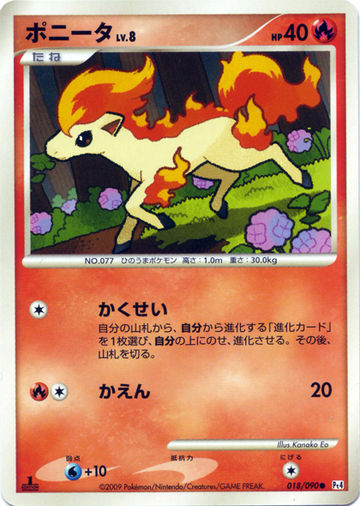 ポニータ LV.8 HP 40
たね
NO.077 ひのうまポケモン 高さ：1.0m 重さ：30.0kg
かくせい
自分の山札から、自分から進化する「進化カード」
を1枚選び、自分の上にのせ、進化させる。その後、
山札を切る。
かえん 20
Illus. Kanako Eo
弱点 抵抗力 にげる
+10
1 EDITION
018/090 Pt4
©2009 Pokémon/Nintendo/Creatures/GAME FREAK.